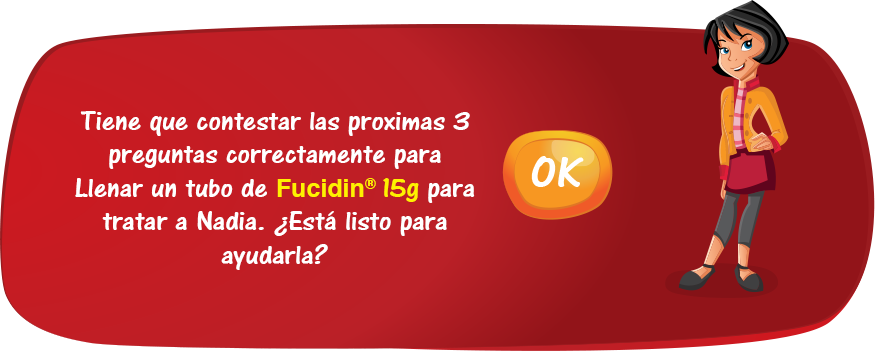 Tiene que contestar las proximas 3
preguntas correctamente para
Llenar un tubo de Fucidin® 15g para
tratar a Nadia. ¿Está listo para
ayudarla?
OK